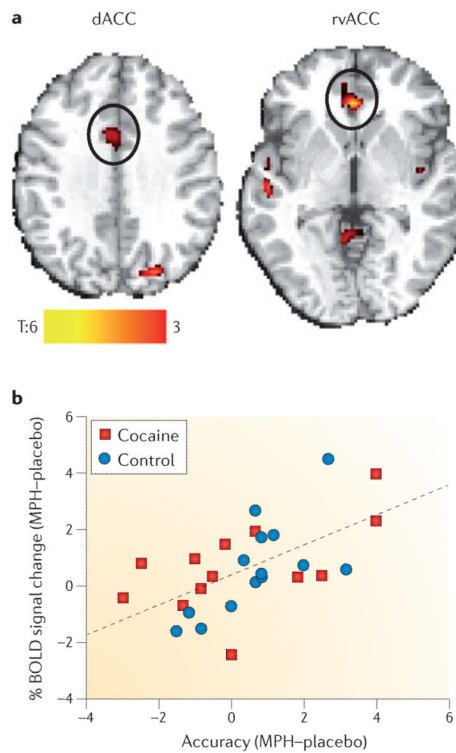 a
dACC rvACC
T:6 3
b
6
4
2
0
−2
−4
% BOLD signal change (MPH–placebo)
Cocaine
Control
−4 −2 0 2 4 6
Accuracy (MPH–placebo)